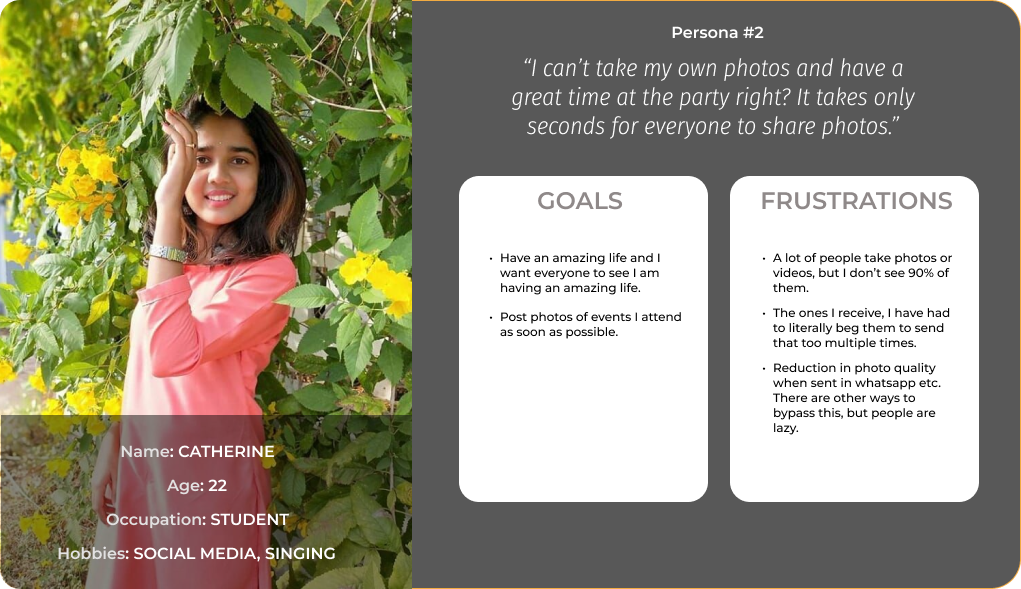 Persona #2
“I can’t take my own photos and have a
great time at the party right? It takes only
seconds for everyone to share photos.”
GOALS
• Have an amazing life and I
want everyone to see I am
having an amazing life.
• Post photos of events I attend
as soon as possible.
FRUSTRATIONS
• A lot of people take photos or
videos, but I don’t see 90% of
them.
• The ones I receive, I have had
to literally beg them to send
that too multiple times.
• Reduction in photo quality
when sent in whatsapp etc.
There are other ways to
bypass this, but people are
lazy.
Name: CATHERINE
Age: 22
Occupation: STUDENT
Hobbies: SOCIAL MEDIA, SINGING